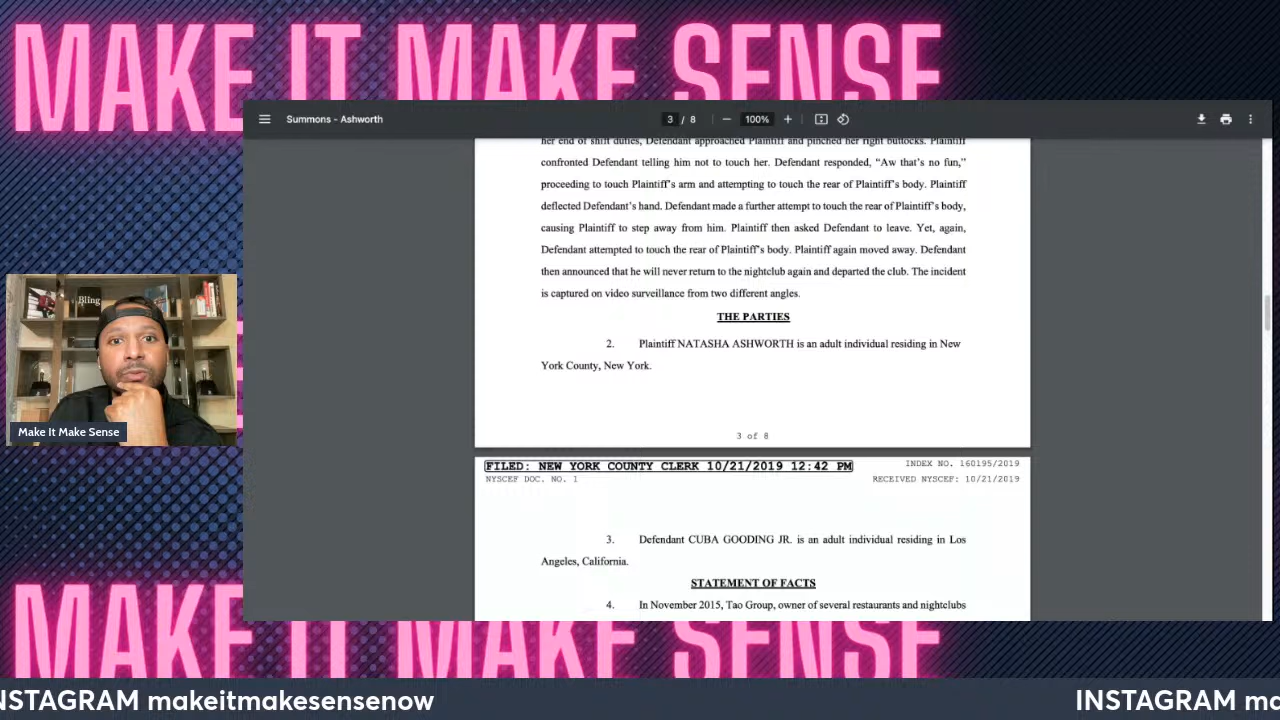 MAKE IT MAKE SENSE
Summons - Ashworth
3 / 8
100%
her end of shift duties, Defendant approached Plaintiff and pinched her right buttocks. Plaintiff
confronted Defendant telling him not to touch her. Defendant responded, “Aw that’s no fun,”
proceeding to touch Plaintiff’s arm and attempting to touch the rear of Plaintiff’s body. Plaintiff
deflected Defendant’s hand. Defendant made a further attempt to touch the rear of Plaintiff’s body,
causing Plaintiff to step away from him. Plaintiff then asked Defendant to leave. Yet, again,
Defendant attempted to touch the rear of Plaintiff’s body. Plaintiff again moved away. Defendant
then announced that he will never return to the nightclub again and departed the club. The incident
is captured on video surveillance from two different angles.
THE PARTIES
2. Plaintiff NATASHA ASHWORTH is an adult individual residing in New
York County, New York.
3 of 8
FILED: NEW YORK COUNTY CLERK 10/21/2019 12:42 PM
INDEX NO. 160195/2019
NYSCEF DOC. NO. 1
RECEIVED NYSCEF: 10/21/2019
3. Defendant CUBA GOODING JR. is an adult individual residing in Los
Angeles, California.
STATEMENT OF FACTS
4. In November 2015, Tao Group, owner of several restaurants and nightclubs
Bling
Make It Make Sense
MAKE IT MAKE SENSE
NSTAGRAM makeitmakesensenow
INSTAGRAM ma